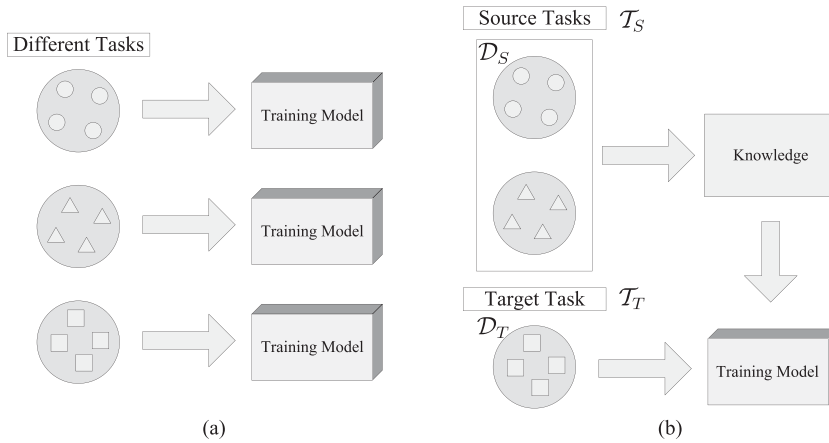 Different Tasks
Training Model
Training Model
Training Model
(a)
Source Tasks 𝒯_S
𝒟_S
Knowledge
Target Task 𝒯_T
𝒟_T
Training Model
(b)